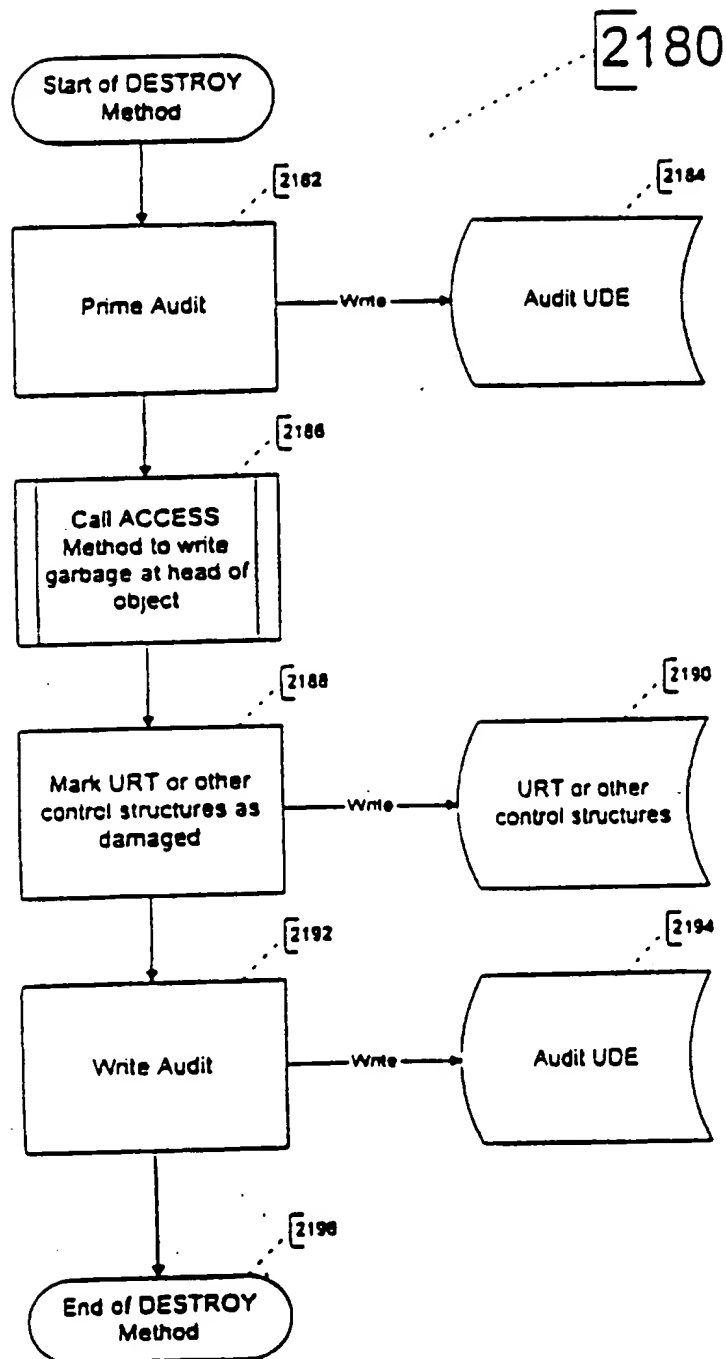 2180
Start of DESTROY
Method
2182
2184
Prime Audit
Write
Audit UDE
2186
Call ACCESS
Method to write
garbage at head of
object
2188
2190
Mark URT or other
control structures as
damaged
Write
URT or other
control structures
2192
2194
Write Audit
Write
Audit UDE
2196
End of DESTROY
Method